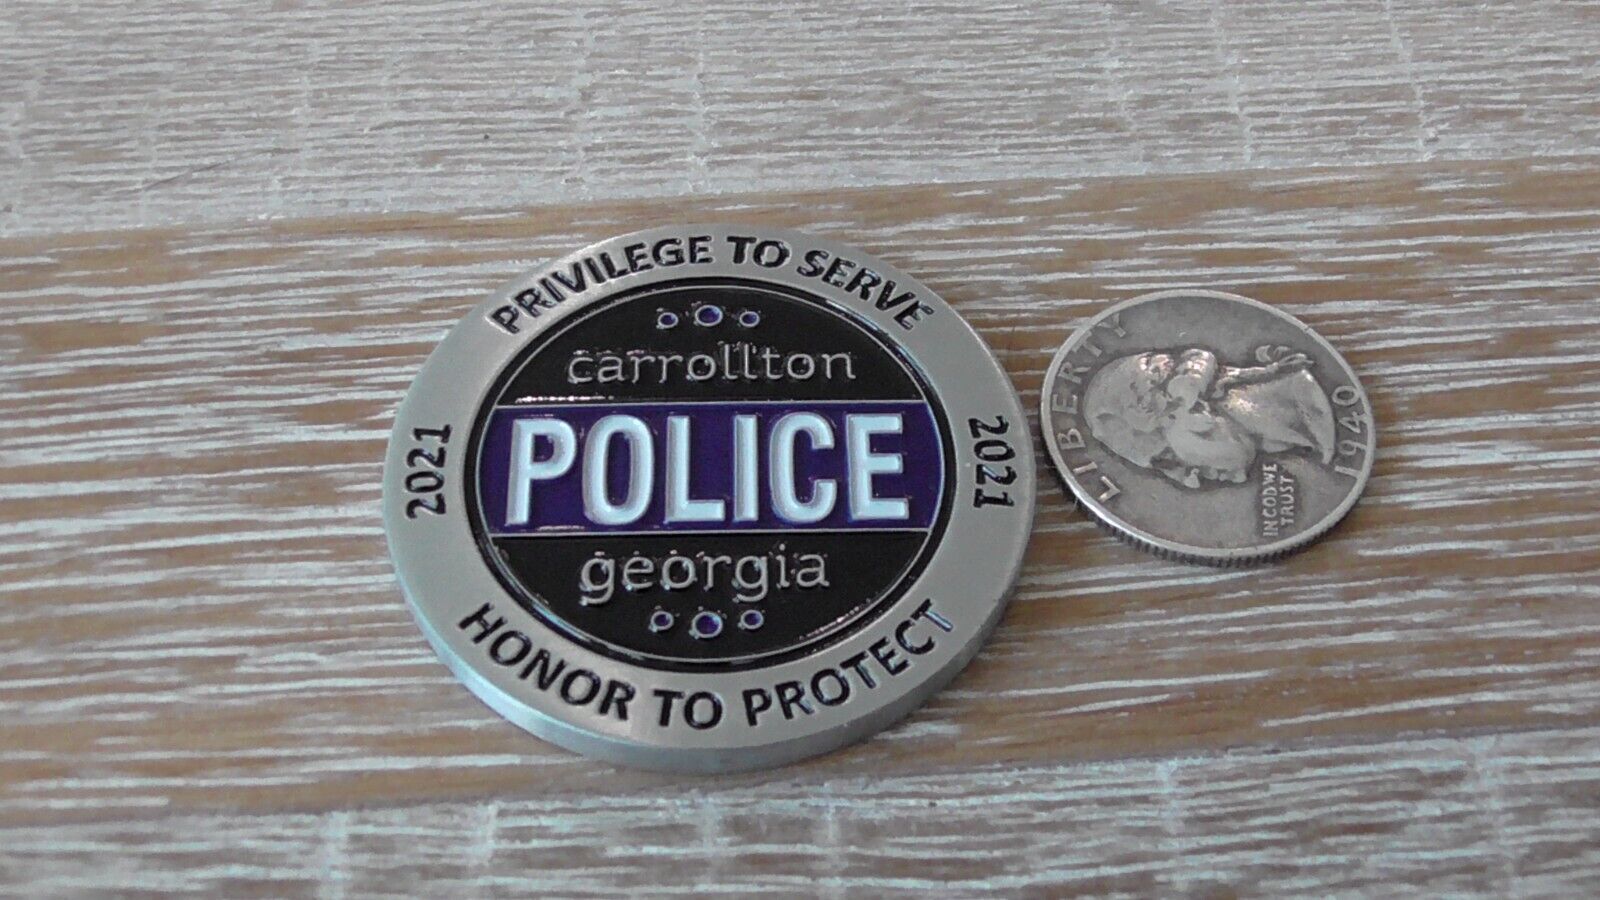 PRIVILEGE TO SERVE
carrollton
POLICE
georgia
HONOR TO PROTECT
2021
2021
LIBERTY
IN GOD WE
TRUST
1940